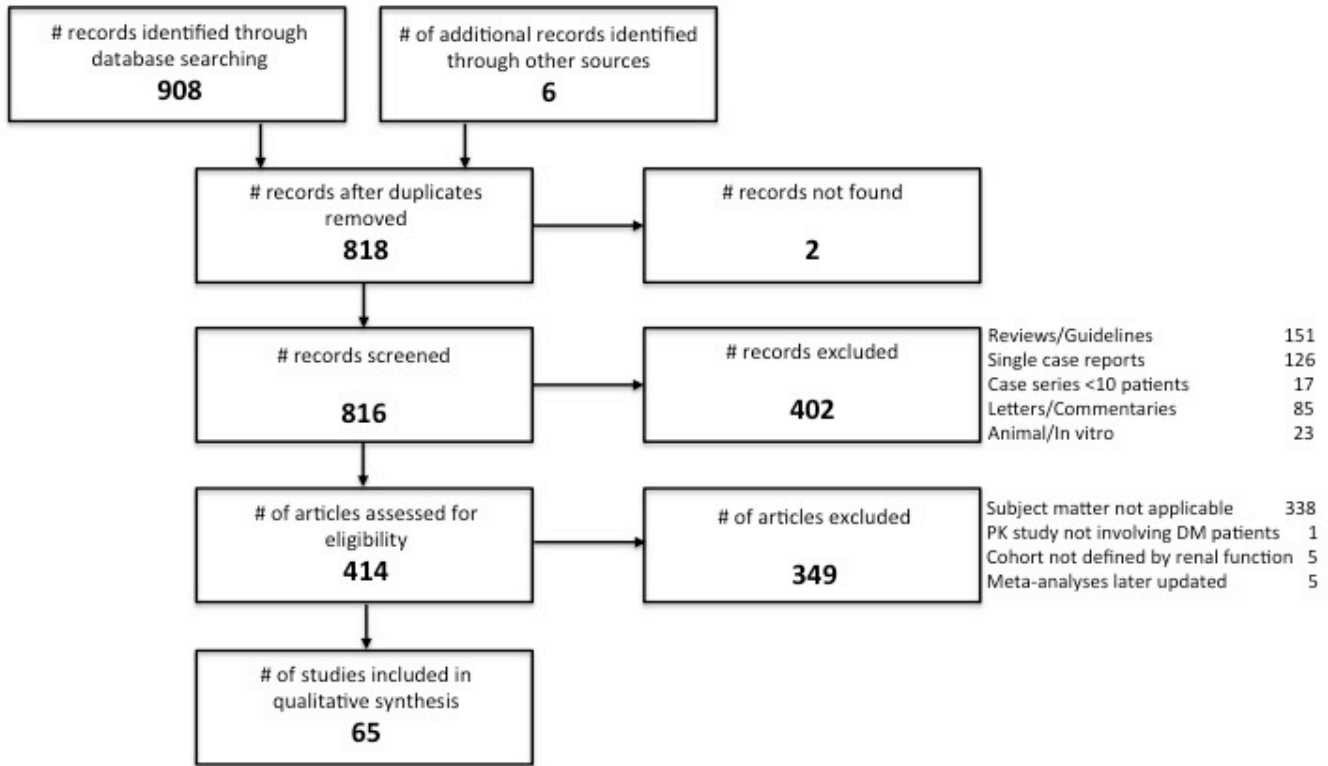 # records identified through
database searching
908
# of additional records identified
through other sources
6
# records after duplicates
removed
818
# records not found
2
# records screened
816
# records excluded
402
Reviews/Guidelines 151
Single case reports 126
Case series <10 patients 17
Letters/Commentaries 85
Animal/In vitro 23
# of articles assessed for
eligibility
414
# of articles excluded
349
Subject matter not applicable 338
PK study not involving DM patients 1
Cohort not defined by renal function 5
Meta-analyses later updated 5
# of studies included in
qualitative synthesis
65